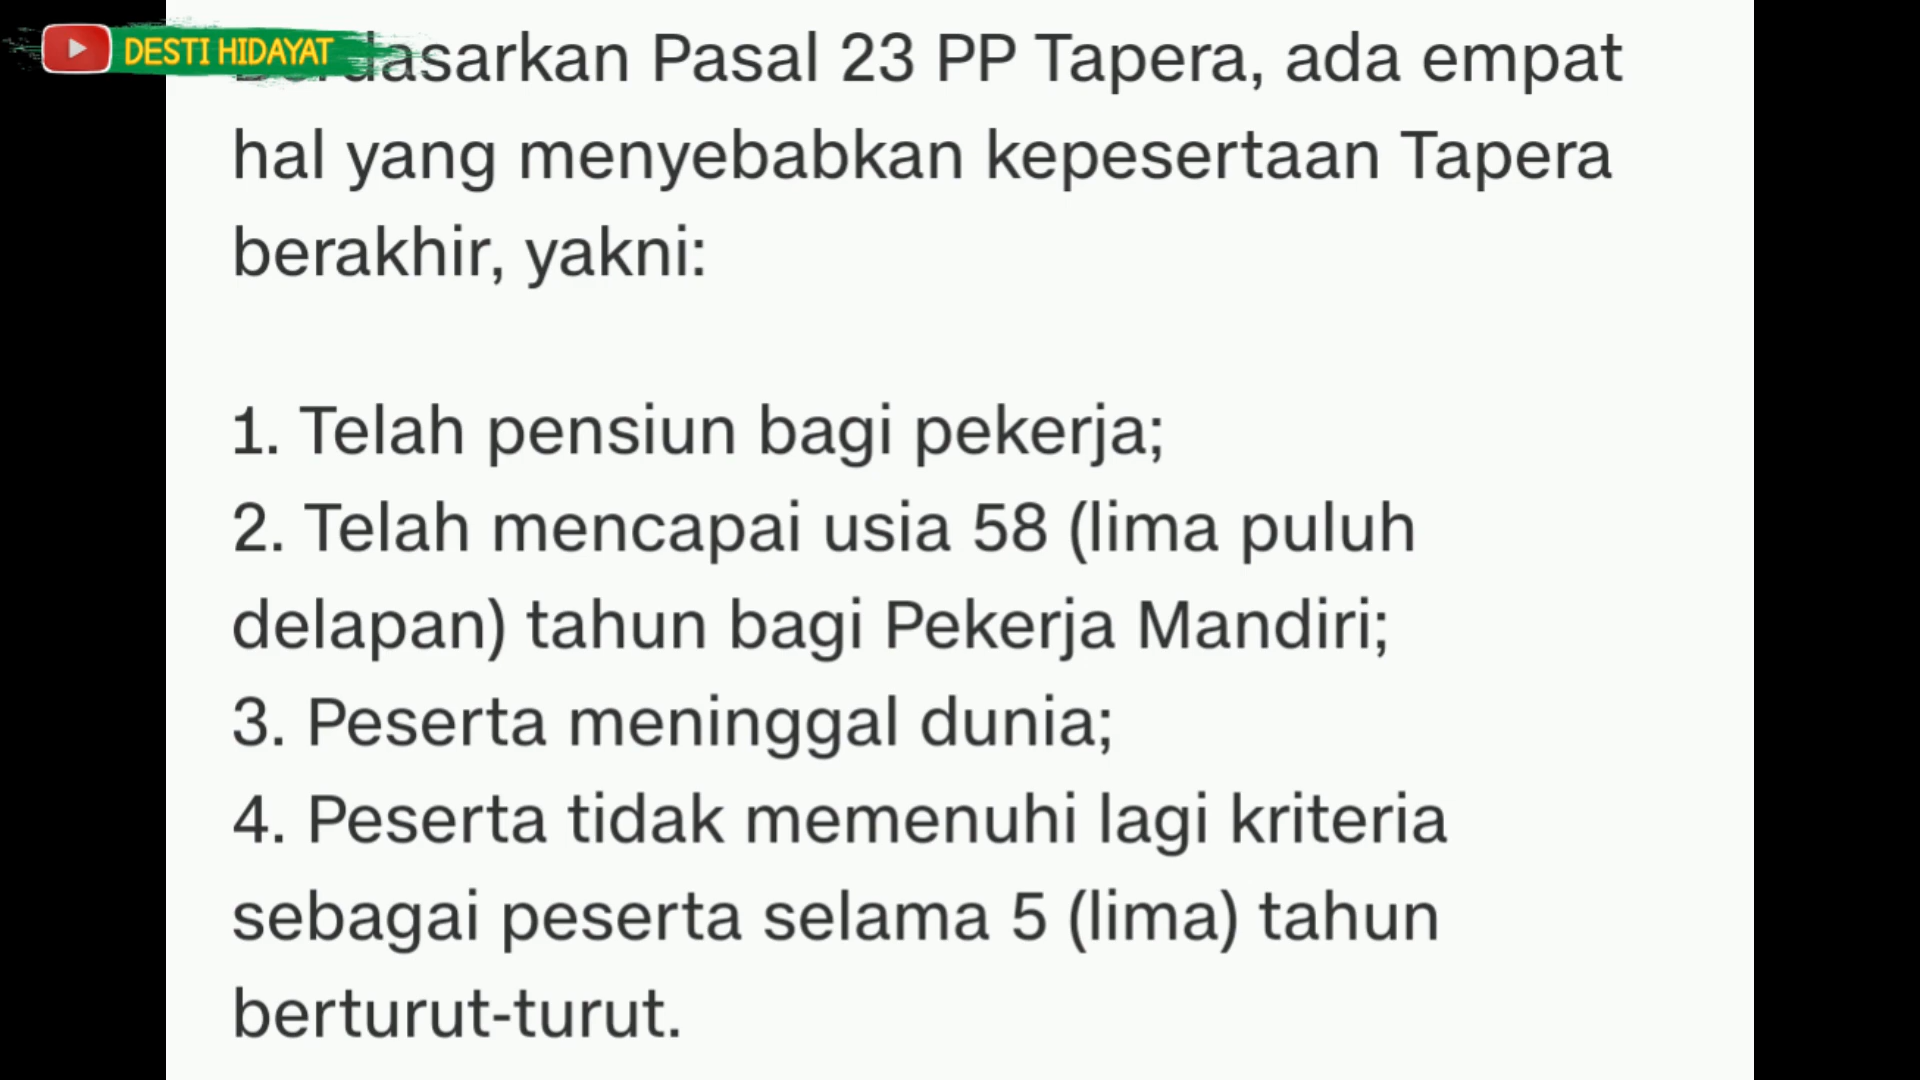 DESTI HIDAYAT
Berdasarkan Pasal 23 PP Tapera, ada empat
hal yang menyebabkan kepesertaan Tapera
berakhir, yakni:
1. Telah pensiun bagi pekerja;
2. Telah mencapai usia 58 (lima puluh
delapan) tahun bagi Pekerja Mandiri;
3. Peserta meninggal dunia;
4. Peserta tidak memenuhi lagi kriteria
sebagai peserta selama 5 (lima) tahun
berturut-turut.